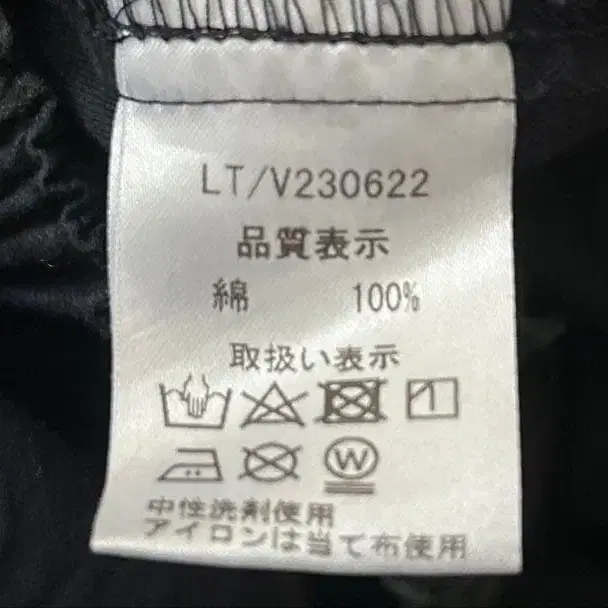 LT/V230622
品質表示
綿 100%
取扱い表示
W
中性洗剤使用
アイロンは当て布使用